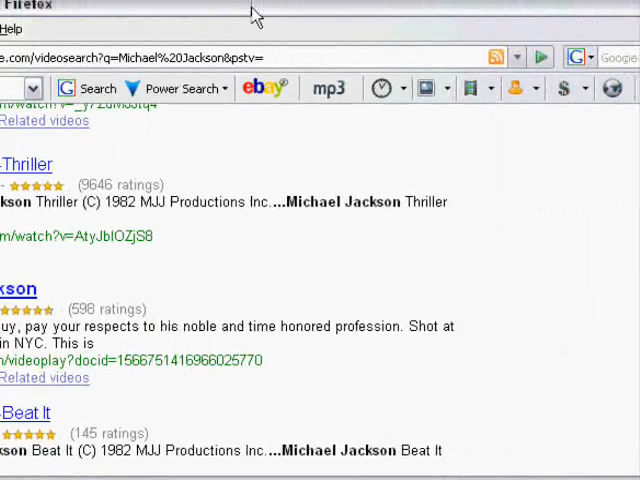 Firefox
Help
e.com/videosearch?q=Michael%20Jackson&pstv=
Google
Search Power Search ebay mp3 $
Related videos
-Thriller
- (9646 ratings)
kson Thriller (C) 1982 MJJ Productions Inc....Michael Jackson Thriller
m/watch?v=AtyJbIOZjS8
kson
(598 ratings)
uy, pay your respects to his noble and time honored profession. Shot at
in NYC. This is
n/videoplay?docid=1566751416966025770
Related videos
-Beat It
(145 ratings)
kson Beat It (C) 1982 MJJ Productions Inc....Michael Jackson Beat It